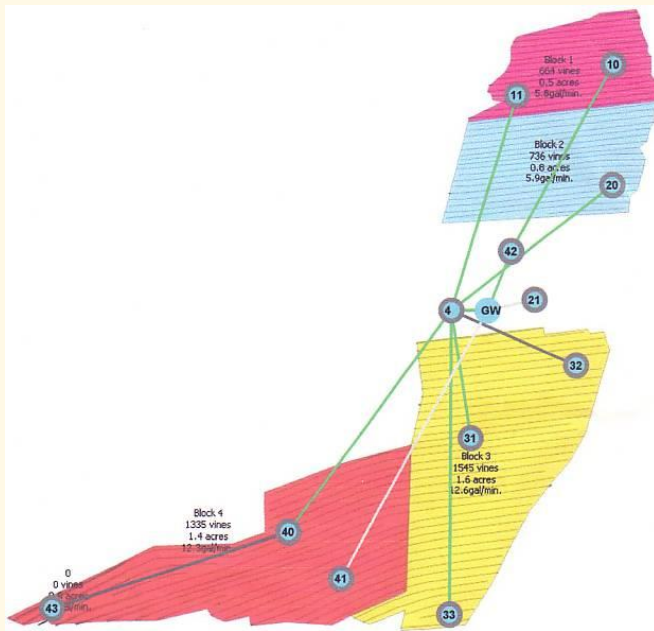 Block 1
664 vines
0.5 acres
5.8gal/min.
10
11
Block 2
736 vines
0.8 acres
5.9gal/min.
20
42
21
4
GW
32
31
Block 3
1545 vines
1.6 acres
12.6gal/min.
Block 4
1335 vines
1.4 acres
12.3gal/min.
40
41
0
0 vines
acres
43
33